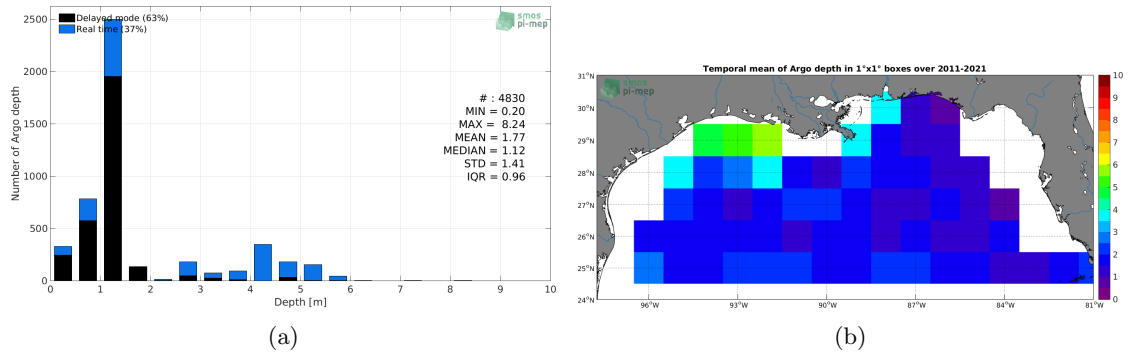 Delayed mode (63%)
Real time (37%)
smos
pi-mep
2500
2000
1500
1000
500
0
Number of Argo depth
# : 4830
MIN = 0.20
MAX = 8.24
MEAN = 1.77
MEDIAN = 1.12
STD = 1.41
IQR = 0.96
0 1 2 3 4 5 6 7 8 9 10
Depth [m]
(a)
Temporal mean of Argo depth in 1°x1° boxes over 2011-2021
smos
pi-mep
31°N
30°N
29°N
28°N
27°N
26°N
25°N
24°N
96°W 93°W 90°W 87°W 84°W 81°W
10
9
8
7
6
5
4
3
2
1
0
(b)